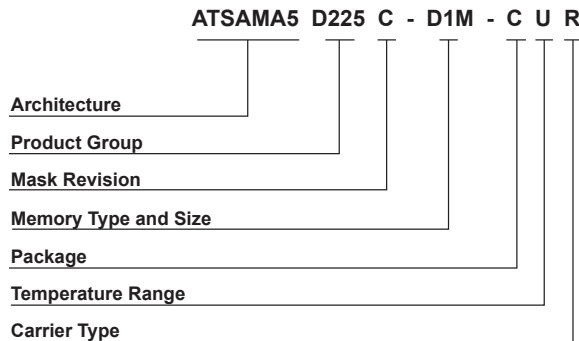 ATSAMA5 D225 C - D1M - C U R
Architecture
Product Group
Mask Revision
Memory Type and Size
Package
Temperature Range
Carrier Type